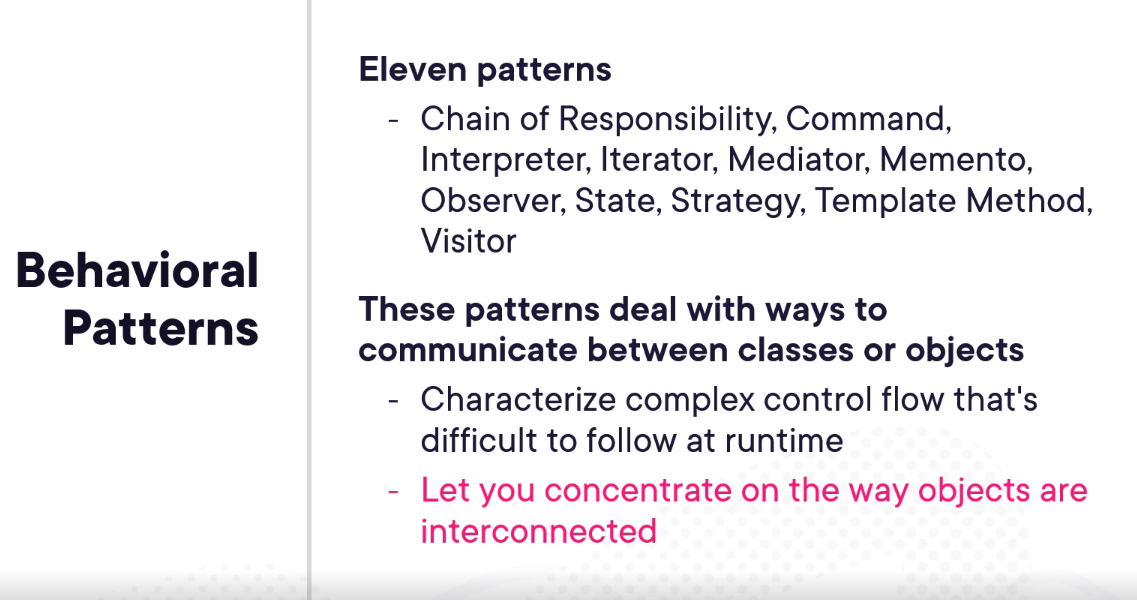 Behavioral
Patterns
Eleven patterns
- Chain of Responsibility, Command,
Interpreter, Iterator, Mediator, Memento,
Observer, State, Strategy, Template Method,
Visitor
These patterns deal with ways to
communicate between classes or objects
- Characterize complex control flow that's
difficult to follow at runtime
- Let you concentrate on the way objects are
interconnected